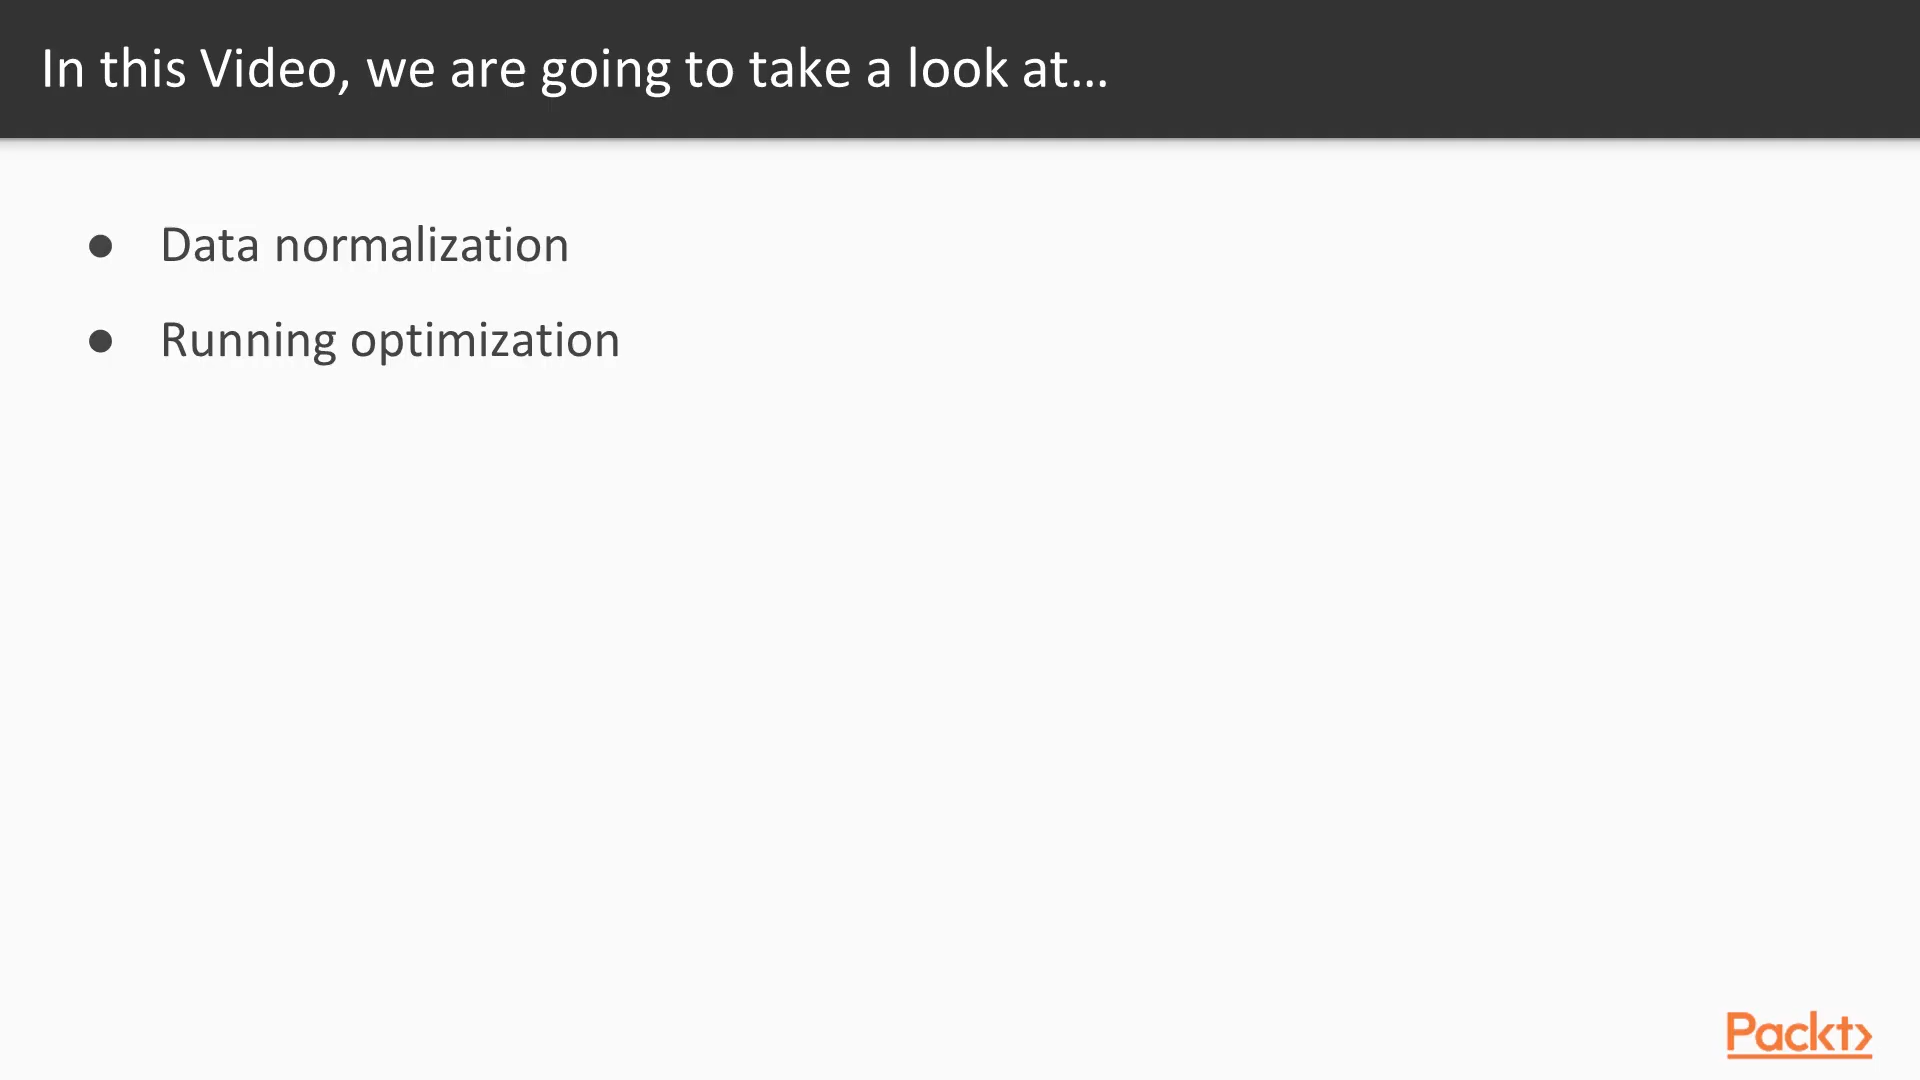 In this Video, we are going to take a look at...
● Data normalization
● Running optimization
Packt>